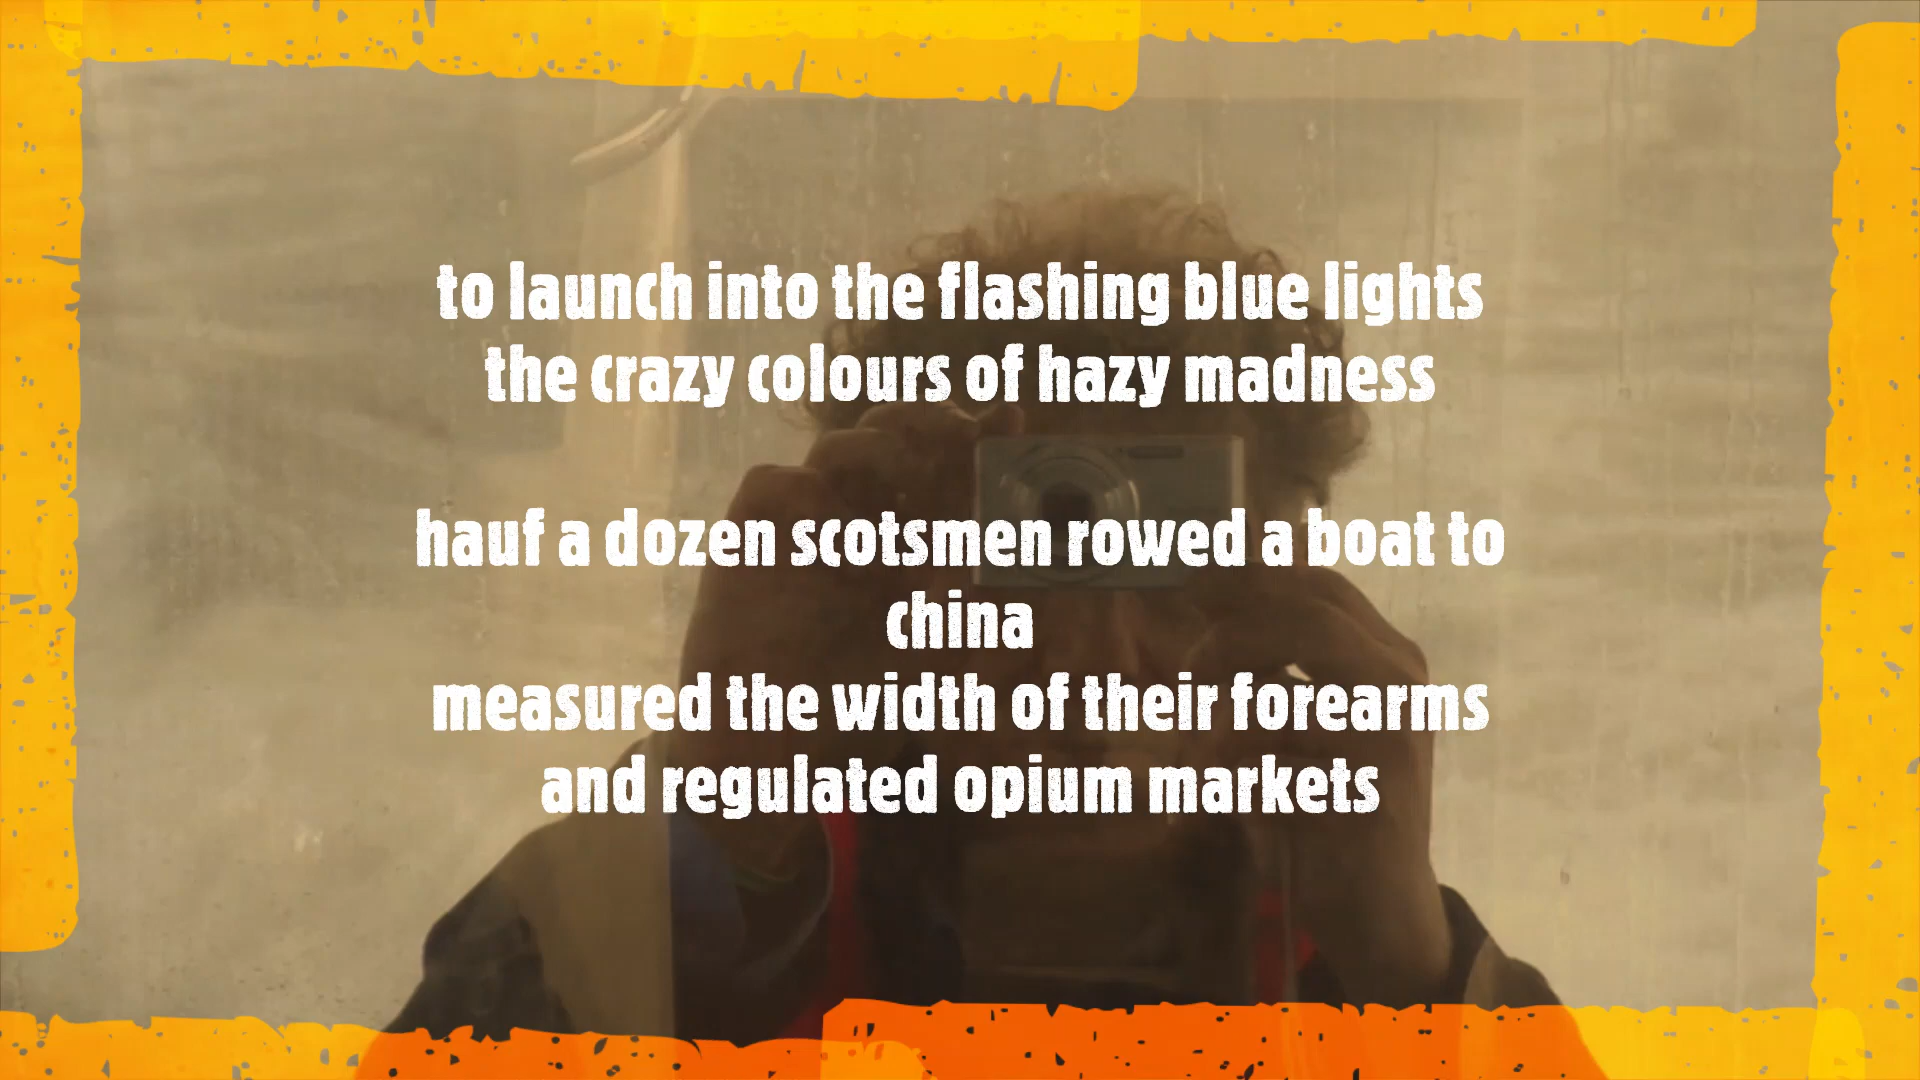 to launch into the flashing blue lights
the crazy colours of hazy madness
hauf a dozen scotsmen rowed a boat to
china
measured the width of their forearms
and regulated opium markets